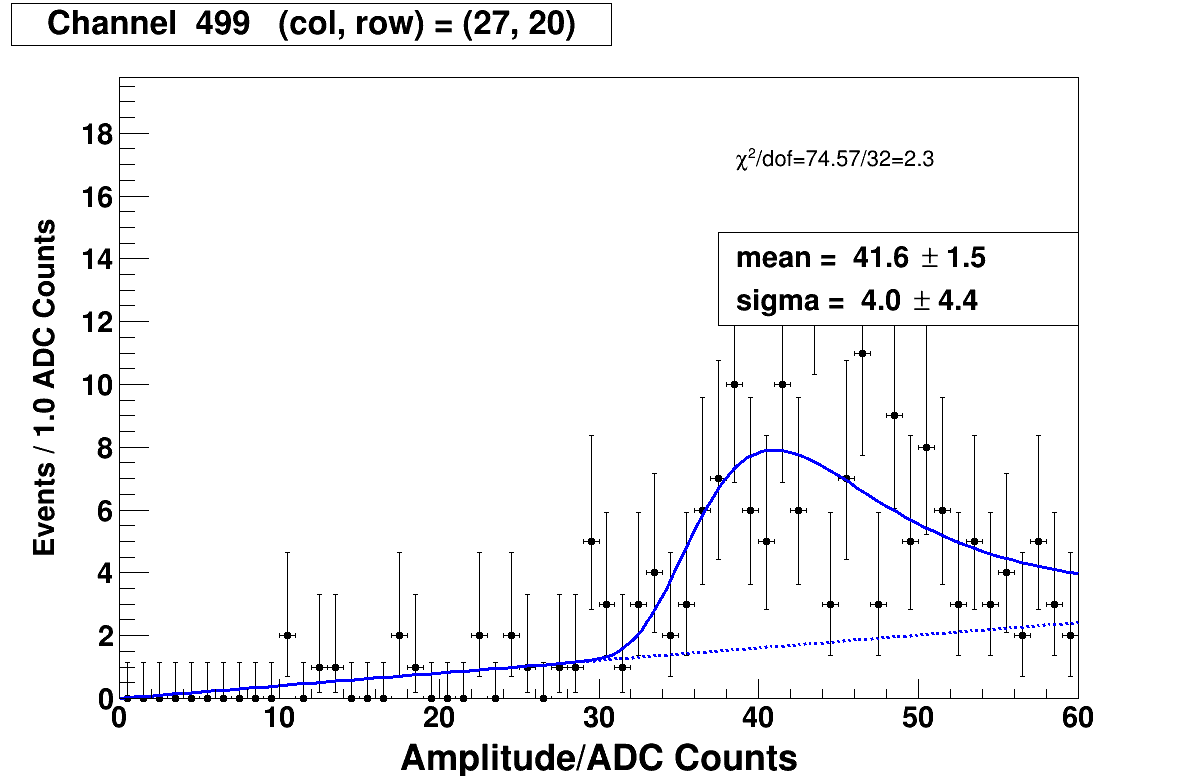 Channel 499 (col, row) = (27, 20)
χ²/dof=74.57/32=2.3
mean = 41.6 ± 1.5
sigma = 4.0 ± 4.4
Events / 1.0 ADC Counts
18
16
14
12
10
8
6
4
2
0
0 10 20 30 40 50 60
Amplitude/ADC Counts